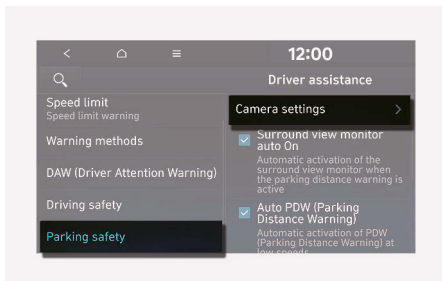 12:00
Driver assistance
Speed limit
Speed limit warning
Warning methods
DAW (Driver Attention Warning)
Driving safety
Parking safety
Camera settings
Surround view monitor
auto On
Automatic activation of the
surround view monitor when
the parking distance warning is
active
Auto PDW (Parking
Distance Warning)
Automatic activation of PDW
(Parking Distance Warning) at
low speeds